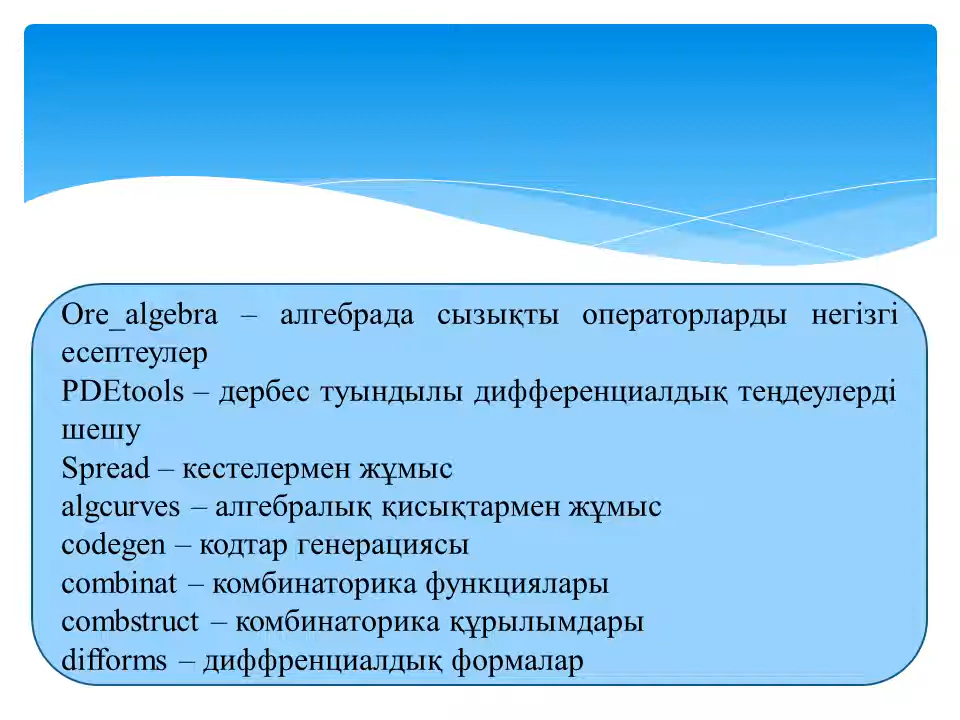 Ore_algebra – алгебрада сызықты операторларды негізгі
есептеулер
PDEtools – дербес туындылы дифференциалдық теңдеулерді
шешу
Spread – кестелермен жұмыс
algcurves – алгебралық қисықтармен жұмыс
codegen – кодтар генерациясы
combinat – комбинаторика функциялары
combstruct – комбинаторика құрылымдары
difforms – диффренциалдық формалар